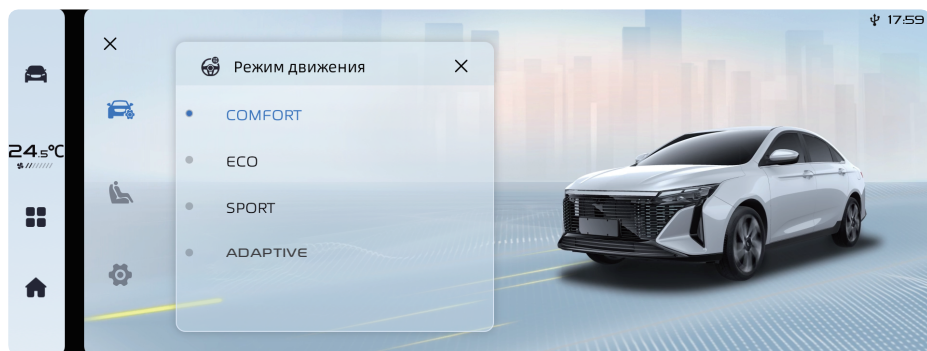 17:59
Режим движения
COMFORT
24.5°C
ECO
SPORT
ADAPTIVE